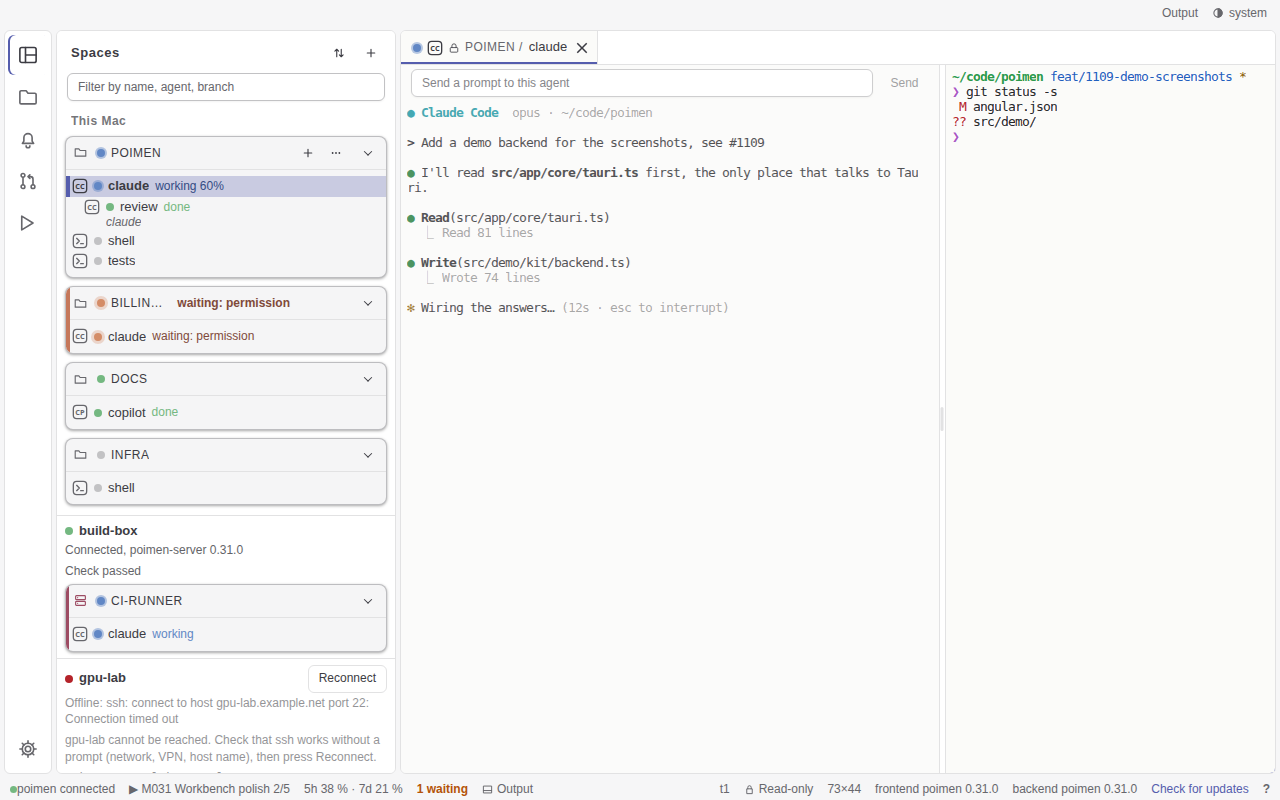 Output system
Spaces
Filter by name, agent, branch
This Mac
POIMEN
CC claude working 60%
CC review done
claude
shell
tests
BILLIN… waiting: permission
CC claude waiting: permission
DOCS
CP copilot done
INFRA
shell
build-box
Connected, poimen-server 0.31.0
Check passed
CI-RUNNER
CC claude working
gpu-lab Reconnect
Offline: ssh: connect to host gpu-lab.example.net port 22:
Connection timed out
gpu-lab cannot be reached. Check that ssh works without a
prompt (network, VPN, host name), then press Reconnect.
CC POIMEN / claude
Send a prompt to this agent Send
● Claude Code opus · ~/code/poimen
> Add a demo backend for the screenshots, see #1109
● I'll read src/app/core/tauri.ts first, the only place that talks to Tau
ri.
● Read(src/app/core/tauri.ts)
⎿ Read 81 lines
● Write(src/demo/kit/backend.ts)
⎿ Wrote 74 lines
✻ Wiring the answers… (12s · esc to interrupt)
~/code/poimen feat/1109-demo-screenshots *
❯ git status -s
M angular.json
?? src/demo/
❯
poimen connected ▶ M031 Workbench polish 2/5 5h 38 % · 7d 21 % 1 waiting Output t1 Read-only 73×44 frontend poimen 0.31.0 backend poimen 0.31.0 Check for updates ?